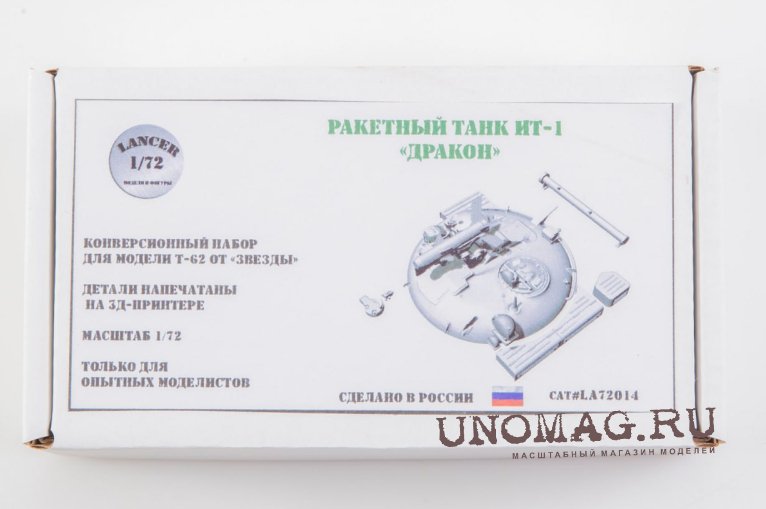 LANCER
1/72
МОДЕЛИ И ФИГУРЫ
РАКЕТНЫЙ ТАНК ИТ-1
«ДРАКОН»
КОНВЕРСИОННЫЙ НАБОР
ДЛЯ МОДЕЛИ Т-62 ОТ «ЗВЕЗДЫ»
ДЕТАЛИ НАПЕЧАТАНЫ
НА 3Д-ПРИНТЕРЕ
МАСШТАБ 1/72
ТОЛЬКО ДЛЯ
ОПЫТНЫХ МОДЕЛИСТОВ
СДЕЛАНО В РОССИИ
CAT#LA72014
UNOMAG.RU
МАСШТАБНЫЙ МАГАЗИН МОДЕЛЕЙ